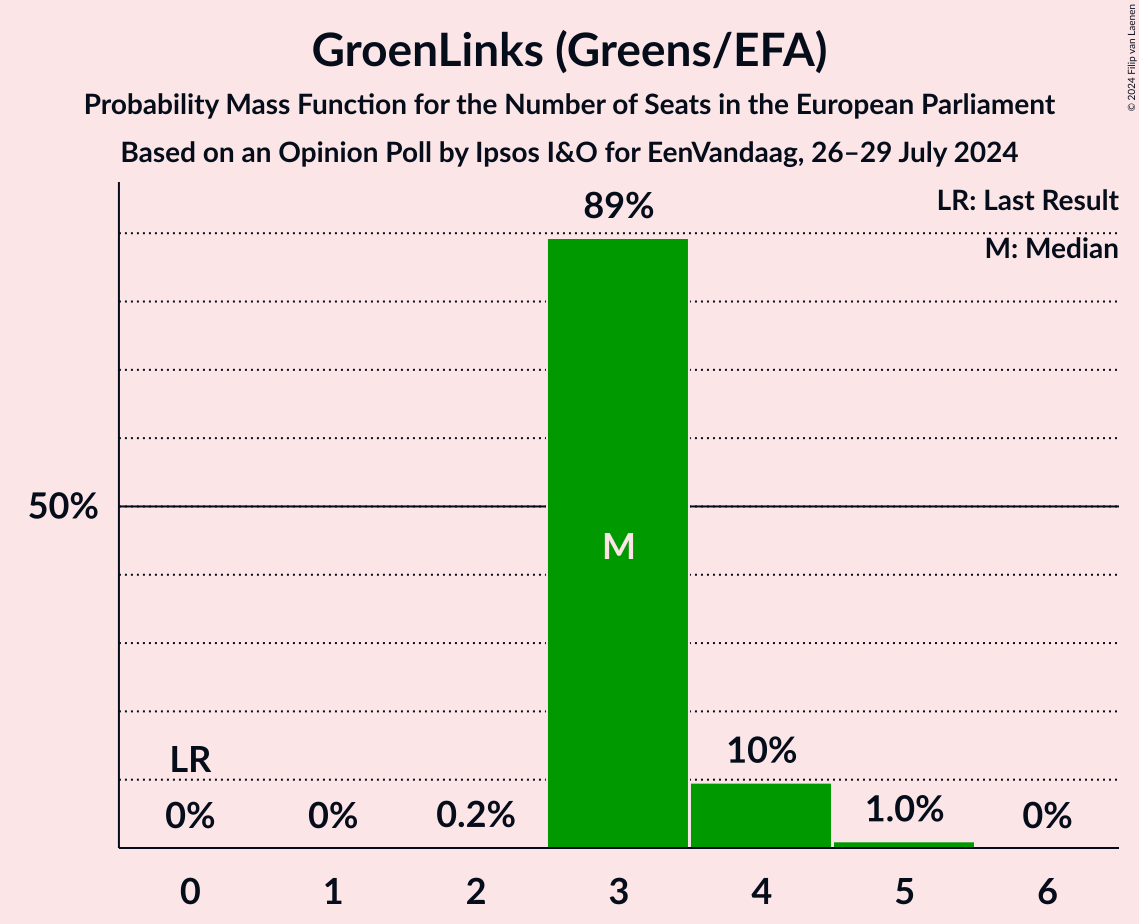 GroenLinks (Greens/EFA)
Probability Mass Function for the Number of Seats in the European Parliament
Based on an Opinion Poll by Ipsos I&O for EenVandaag, 26–29 July 2024
© 2024 Filip van Laenen
LR: Last Result
M: Median
89%
50%
M
LR
10%
0% 0% 0.2% 1.0% 0%
0 1 2 3 4 5 6